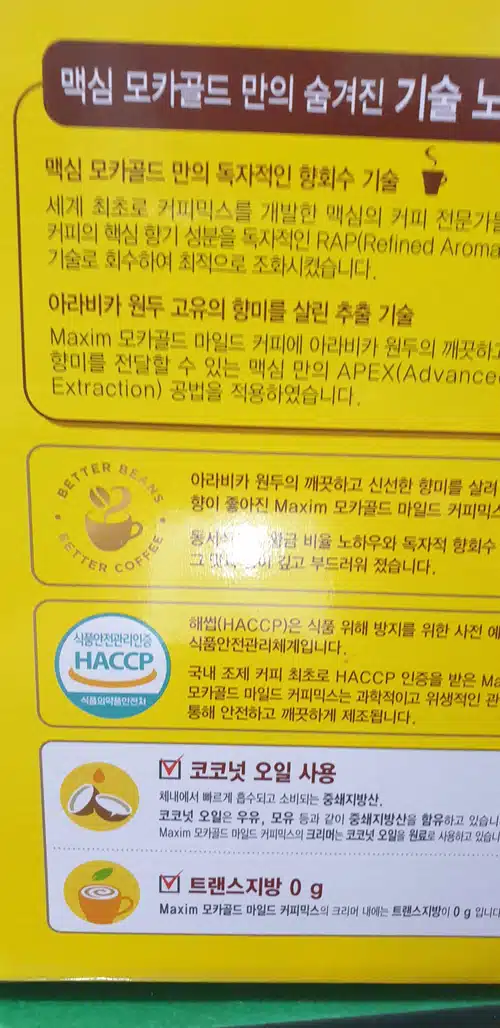 맥심 모카골드 만의 숨겨진 기술 노
맥심 모카골드 만의 독자적인 향회수 기술
세계 최초로 커피믹스를 개발한 맥심의 커피 전문가들
커피의 핵심 향기 성분을 독자적인 RAP(Refined Aroma
기술로 회수하여 최적으로 조화시켰습니다.
아라비카 원두 고유의 향미를 살린 추출 기술
Maxim 모카골드 마일드 커피에 아라비카 원두의 깨끗하고
향미를 전달할 수 있는 맥심 만의 APEX(Advanced
Extraction) 공법을 적용하였습니다.
BETTER BEANS
BETTER COFFEE
아라비카 원두의 깨끗하고 신선한 향미를 살려
향이 좋아진 Maxim 모카골드 마일드 커피믹스
황금 비율 노하우와 독자적 향회수
그 깊고 부드러워 졌습니다.
식품안전관리인증
HACCP
식품의약품안전처
해썹(HACCP)은 식품 위해 방지를 위한 사전 예
식품안전관리체계입니다.
국내 조제 커피 최초로 HACCP 인증을 받은 Ma
모카골드 마일드 커피믹스는 과학적이고 위생적인 관
통해 안전하고 깨끗하게 제조됩니다.
코코넛 오일 사용
체내에서 빠르게 흡수되고 소비되는 중쇄지방산.
코코넛 오일은 우유, 모유 등과 같이 중쇄지방산을 함유하고 있습니
Maxim 모카골드 마일드 커피믹스의 크리머는 코코넛 오일을 원료로 사용하고 있습니
트랜스지방 0 g
Maxim 모카골드 마일드 커피믹스의 크리머 내에는 트랜스지방이 0 g 입니다